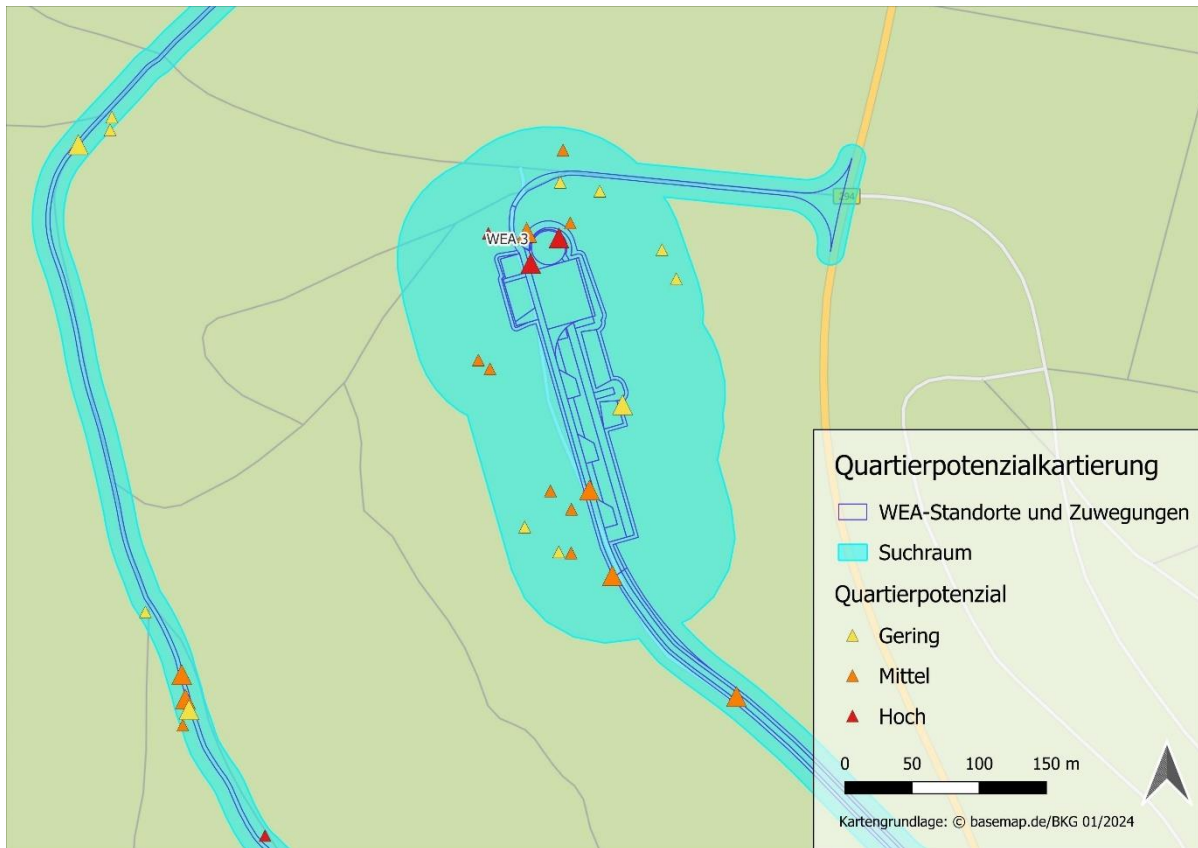 294
WEA 3
Quartierpotenzialkartierung
WEA-Standorte und Zuwegungen
Suchraum
Quartierpotenzial
Gering
Mittel
Hoch
0 50 100 150 m
Kartengrundlage: © basemap.de/BKG 01/2024